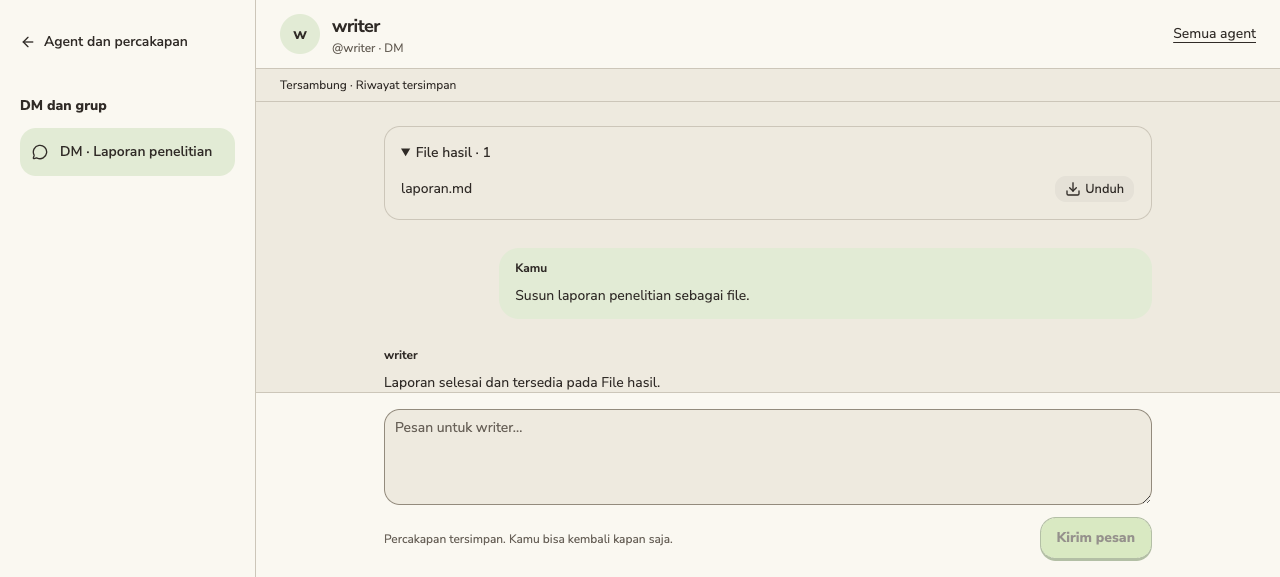 Agent dan percakapan
DM dan grup
DM · Laporan penelitian
w
writer
@writer · DM
Semua agent
Tersambung · Riwayat tersimpan
File hasil · 1
laporan.md
Unduh
Kamu
Susun laporan penelitian sebagai file.
writer
Laporan selesai dan tersedia pada File hasil.
Pesan untuk writer...
Percakapan tersimpan. Kamu bisa kembali kapan saja.
Kirim pesan